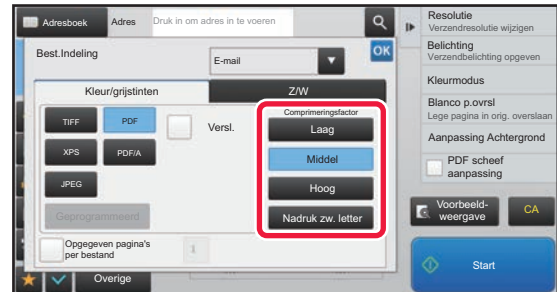 Adresboek Adres Druk in om adres in te voeren
Best.Indeling
E-mail
OK
Kleur/grijstinten
Z/W
TIFF
PDF
Versl.
XPS
PDF/A
JPEG
Geprogrammeerd
Comprimeringsfactor
Laag
Middel
Hoog
Nadruk zw. letter
Opgegeven pagina's
per bestand
1
Overige
Resolutie
Verzendresolutie wijzigen
Belichting
Verzendbelichting opgeven
Kleurmodus
Blanco p.ovrsl
Lege pagina in orig. overslaan
Aanpassing Achtergrond
PDF scheef
aanpassing
Voorbeeld-
weergave
CA
Start